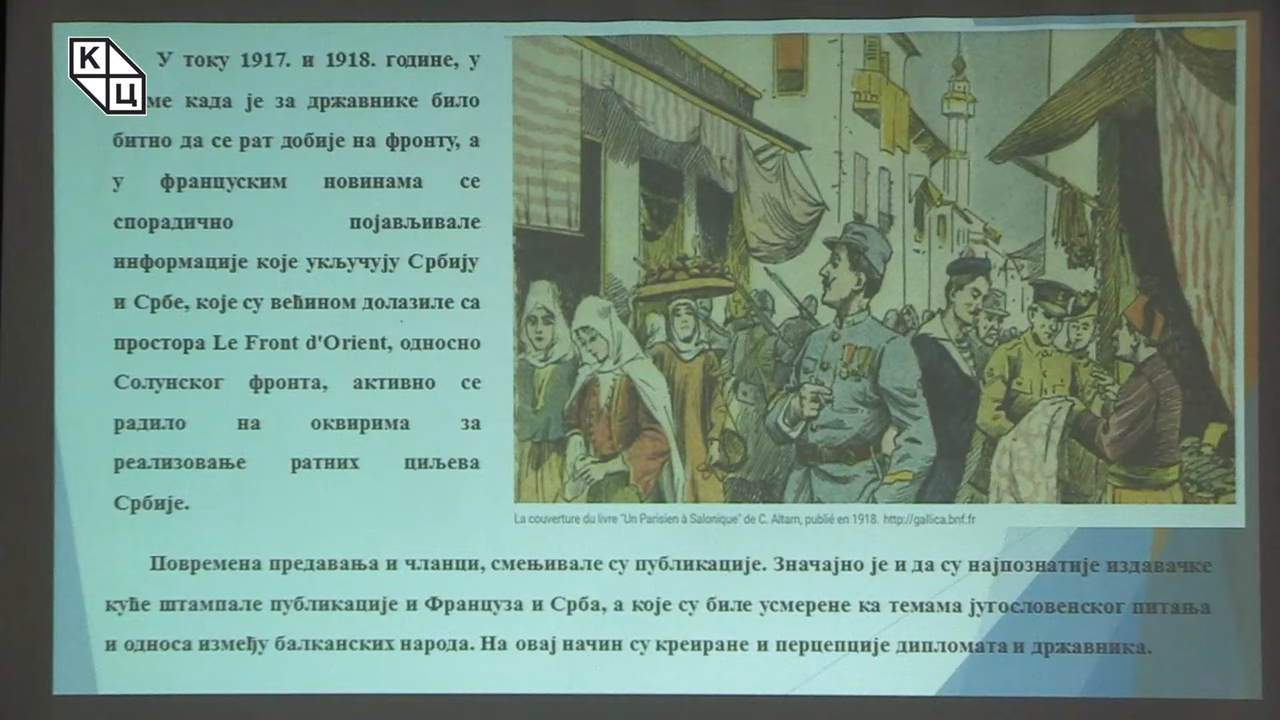 К
Ц
У току 1917. и 1918. године, у
ме када је за државнике било
битно да се рат добије на фронту, а
у француским новинама се
спорадично појављивале
информације које укључују Србију
и Србе, које су већином долазиле са
простора Le Front d'Orient, односно
Солунског фронта, активно се
радило на оквирима за
реализовање ратних циљева
Србије.
La couverture du livre "Un Parisien à Salonique" de C. Altarn, publié en 1918. http://gallica.bnf.fr
Повремена предавања и чланци, смењивале су публикације. Значајно је и да су најпознатије издавачке
куће штампале публикације и Француза и Срба, а које су биле усмерене ка темама југословенског питања
и односа између балканских народа. На овај начин су креиране и перцепције дипломата и државника.